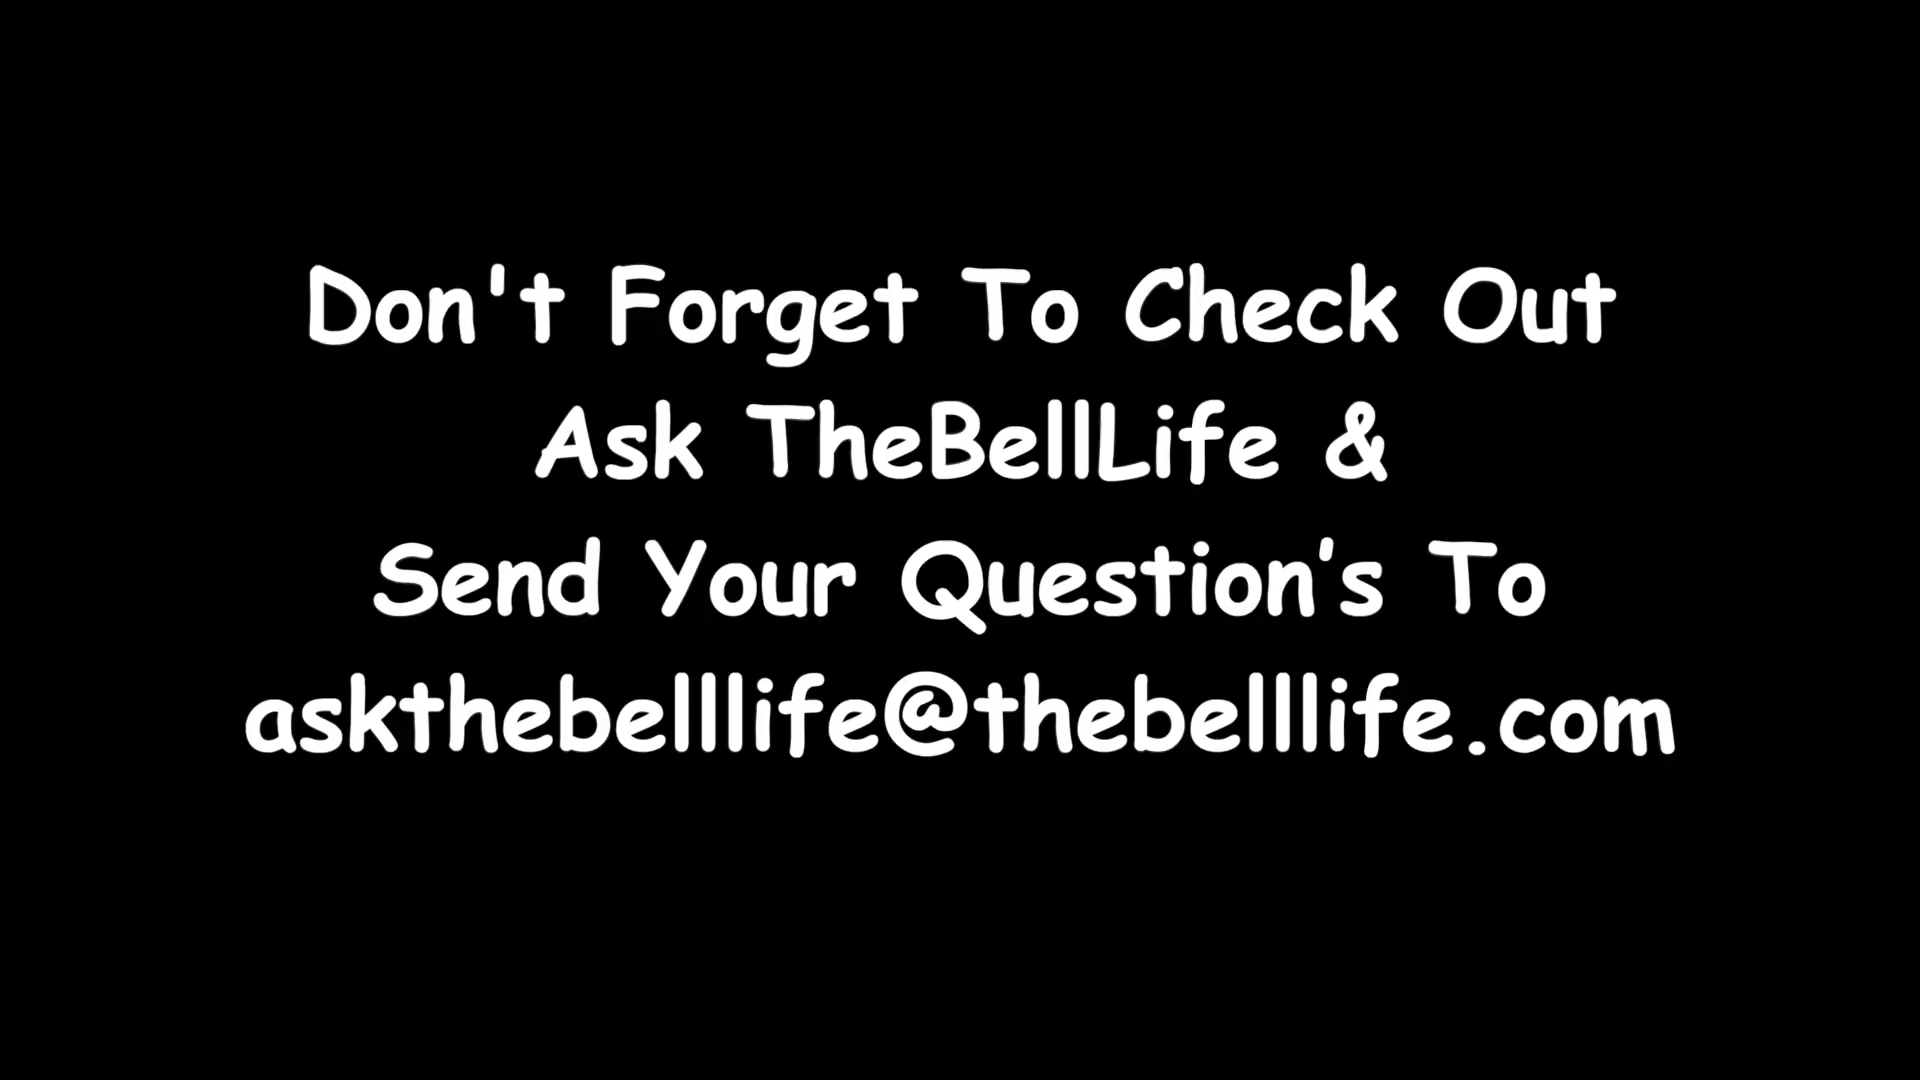 Don't Forget To Check Out
Ask TheBellLife &
Send Your Question’s To
askthebelllife@thebelllife.com